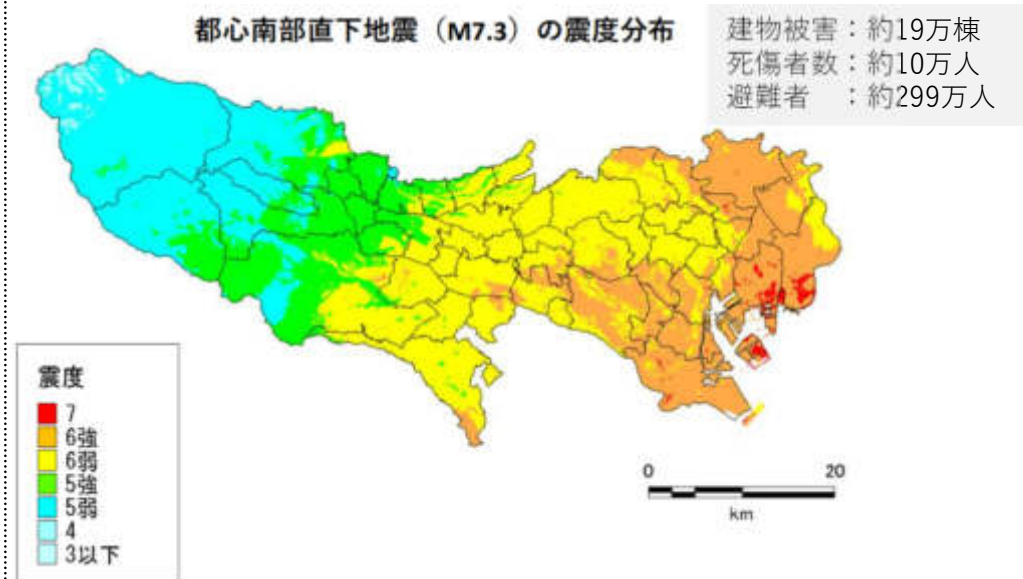 都心南部直下地震（M7.3）の震度分布
建物被害：約19万棟
死傷者数：約10万人
避難者　：約299万人
震度
7
6強
6弱
5強
5弱
4
3以下
0 20
km